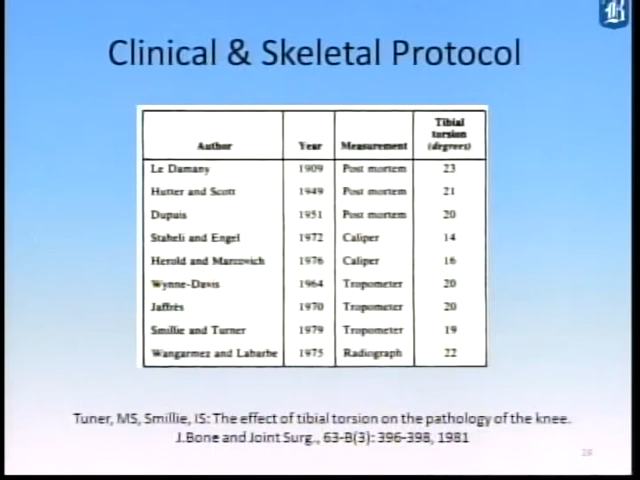 B
Clinical & Skeletal Protocol
Author Year Measurement Tibial torsion (degrees)
Le Damany 1909 Post mortem 23
Hutter and Scott 1949 Post mortem 21
Dupuis 1951 Post mortem 20
Staheli and Engel 1972 Caliper 14
Herold and Marcovich 1976 Caliper 16
Wynne-Davis 1964 Tropometer 20
Jaffrès 1970 Tropometer 20
Smillie and Turner 1979 Tropometer 19
Wangarmez and Labarbe 1975 Radiograph 22
Tuner, MS, Smillie, IS: The effect of tibial torsion on the pathology of the knee.
J.Bone and Joint Surg., 63-B(3): 396-398, 1981